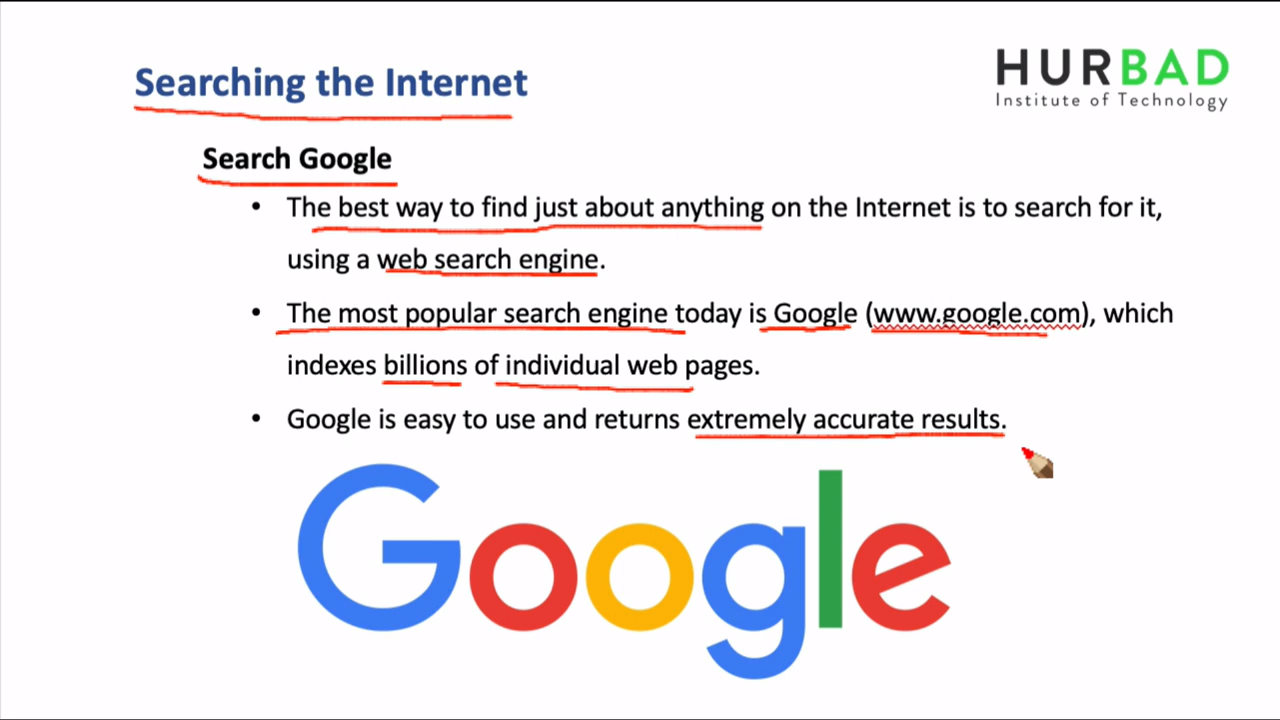 Searching the Internet
HURBAD
Institute of Technology
Search Google
• The best way to find just about anything on the Internet is to search for it,
using a web search engine.
• The most popular search engine today is Google (www.google.com), which
indexes billions of individual web pages.
• Google is easy to use and returns extremely accurate results.
Google